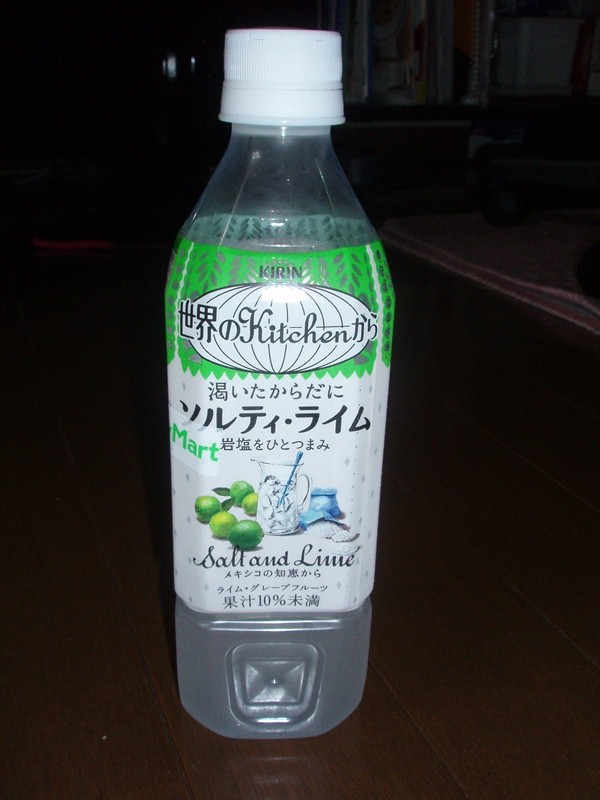 KIRIN
世界のKitchenから
渇いたからだに
ソルティ・ライム
Mart
岩塩をひとつまみ
Salt and Lime
メキシコの知恵から
ライム・グレープフルーツ
果汁10%未満